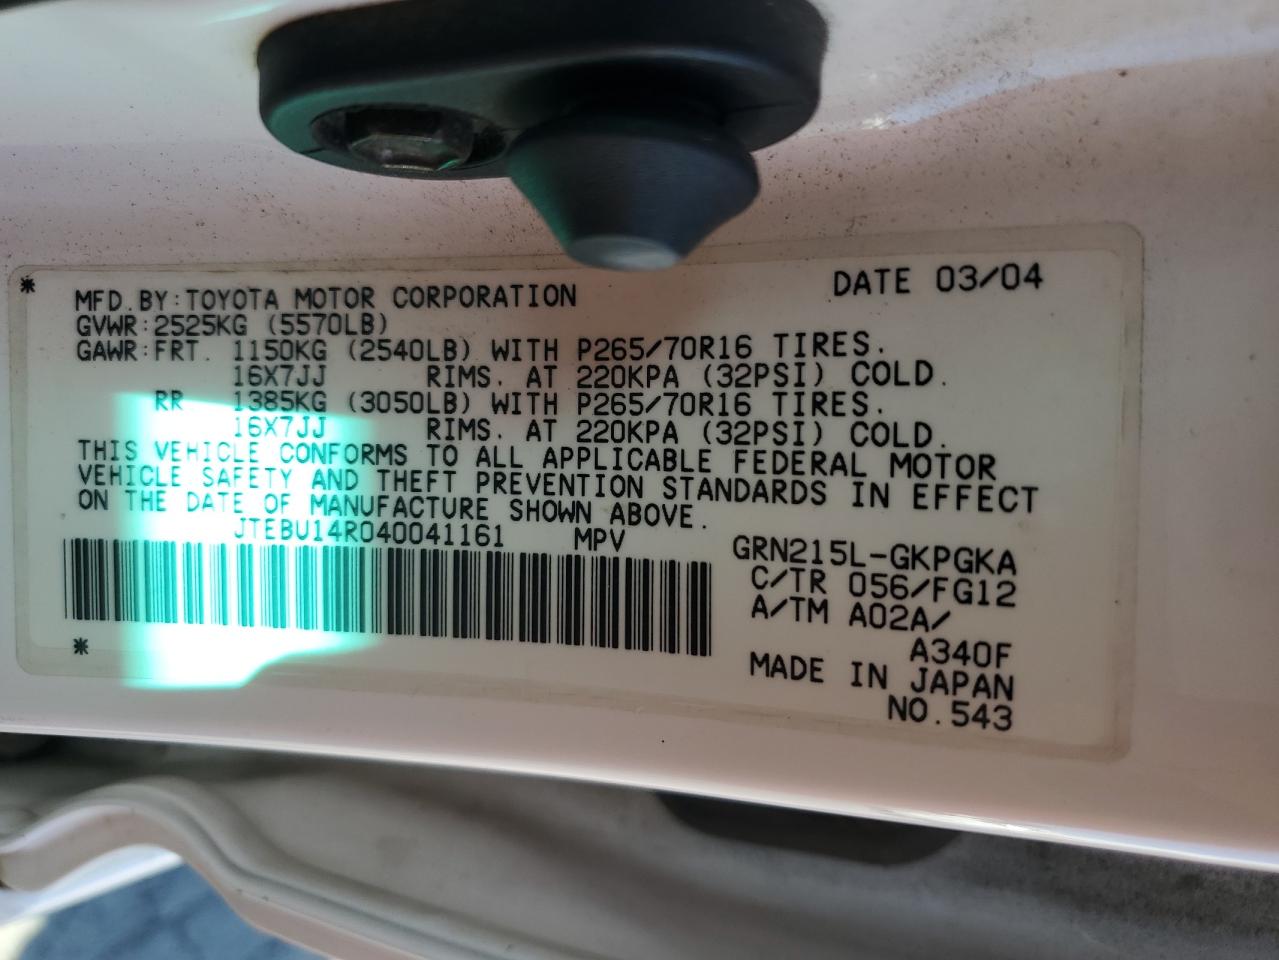 * MFD.BY:TOYOTA MOTOR CORPORATION DATE 03/04
GVWR:2525KG (5570LB)
GAWR:FRT. 1150KG (2540LB) WITH P265/70R16 TIRES.
16X7JJ RIMS. AT 220KPA (32PSI) COLD.
RR. 1385KG (3050LB) WITH P265/70R16 TIRES.
16X7JJ RIMS. AT 220KPA (32PSI) COLD.
THIS VEHICLE CONFORMS TO ALL APPLICABLE FEDERAL MOTOR
VEHICLE SAFETY AND THEFT PREVENTION STANDARDS IN EFFECT
ON THE DATE OF MANUFACTURE SHOWN ABOVE.
JTEBU14R040041161 MPV
GRN215L-GKPGKA
C/TR 056/FG12
A/TM A02A/
* A340F
MADE IN JAPAN
NO.543